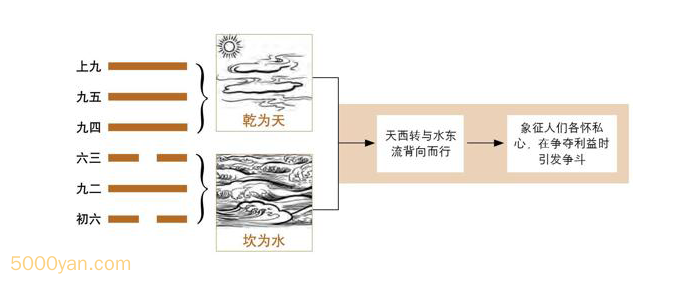 上九
九五
九四
六三
九二
初六
乾为天
坎为水
天西转与水东
流背向而行
象征人们各怀私
心、在争夺利益时
引发争斗
5000yan.com